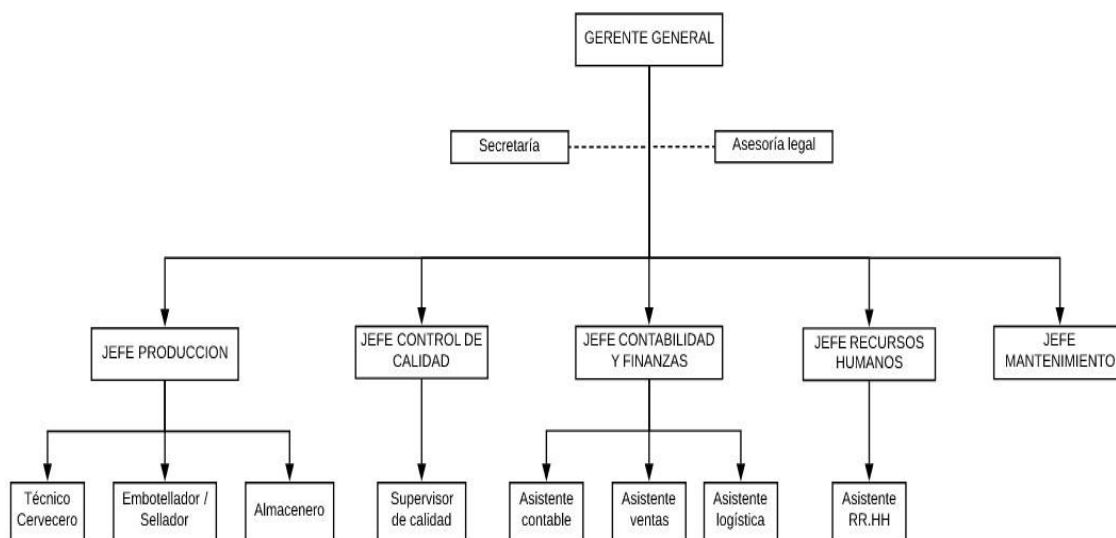 GERENTE GENERAL
Secretaría
Asesoría legal
JEFE PRODUCCION
JEFE CONTROL DE
CALIDAD
JEFE CONTABILIDAD
Y FINANZAS
JEFE RECURSOS
HUMANOS
JEFE
MANTENIMIENTO
Técnico
Cervecero
Embotellador /
Sellador
Almacenero
Supervisor
de calidad
Asistente
contable
Asistente
ventas
Asistente
logística
Asistente
RR.HH